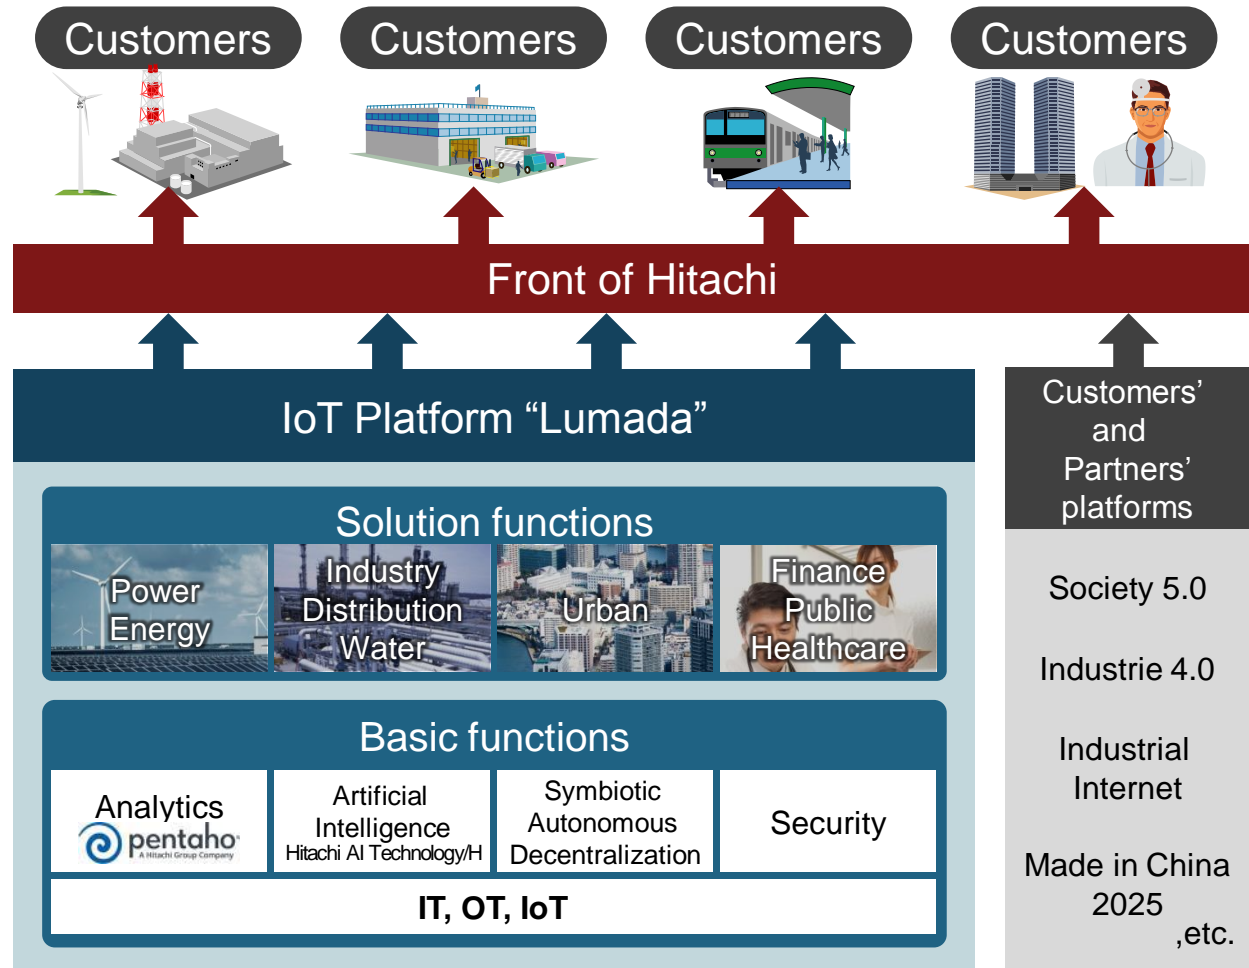 Customers
Customers
Customers
Customers
Front of Hitachi
IoT Platform “Lumada”
Solution functions
Power
Energy
Industry
Distribution
Water
Urban
Finance
Public
Healthcare
Basic functions
Analytics
pentaho
A Hitachi Group Company
Artificial
Intelligence
Hitachi AI Technology/H
Symbiotic
Autonomous
Decentralization
Security
IT, OT, IoT
Customers’
and
Partners’
platforms
Society 5.0
Industrie 4.0
Industrial
Internet
Made in China
2025
,etc.